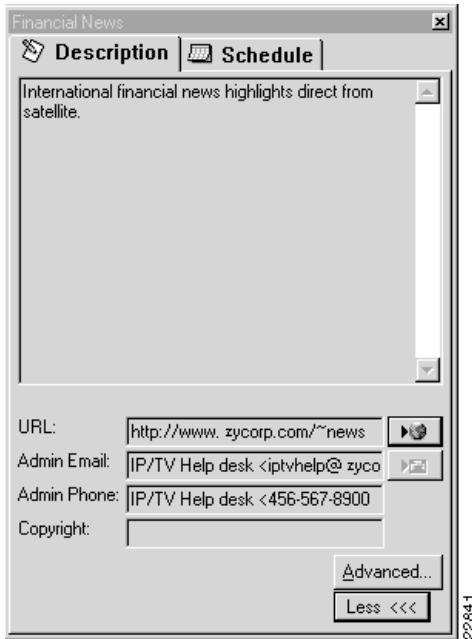 Financial News
Description
Schedule
International financial news highlights direct from
satellite.
URL:
http://www. zycorp.com/~news
Admin Email:
IP/TV Help desk <iptvhelp@ zyco
Admin Phone:
IP/TV Help desk <456-567-8900
Copyright:
Advanced...
Less <<<
22841